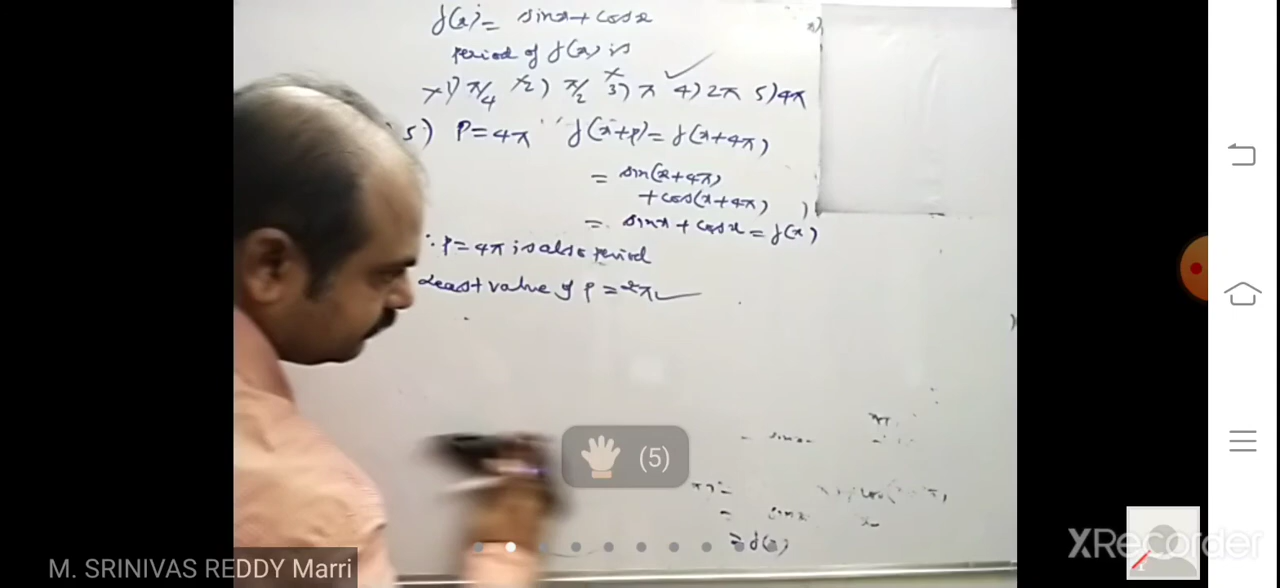 f(x) = sinx + cosx
period of f(x) is
1) π/4 2) π/2 3) π 4) 2π 5) 4π
5) P = 4π f(x+p) = f(x+4π)
= sin(x+4π)
+ cos(x+4π)
= sinx + cosx = f(x)
∴ P = 4π is also period
Least value of P = 2π
(5)
= f(x)
M. SRINIVAS REDDY Marri
XRecorder